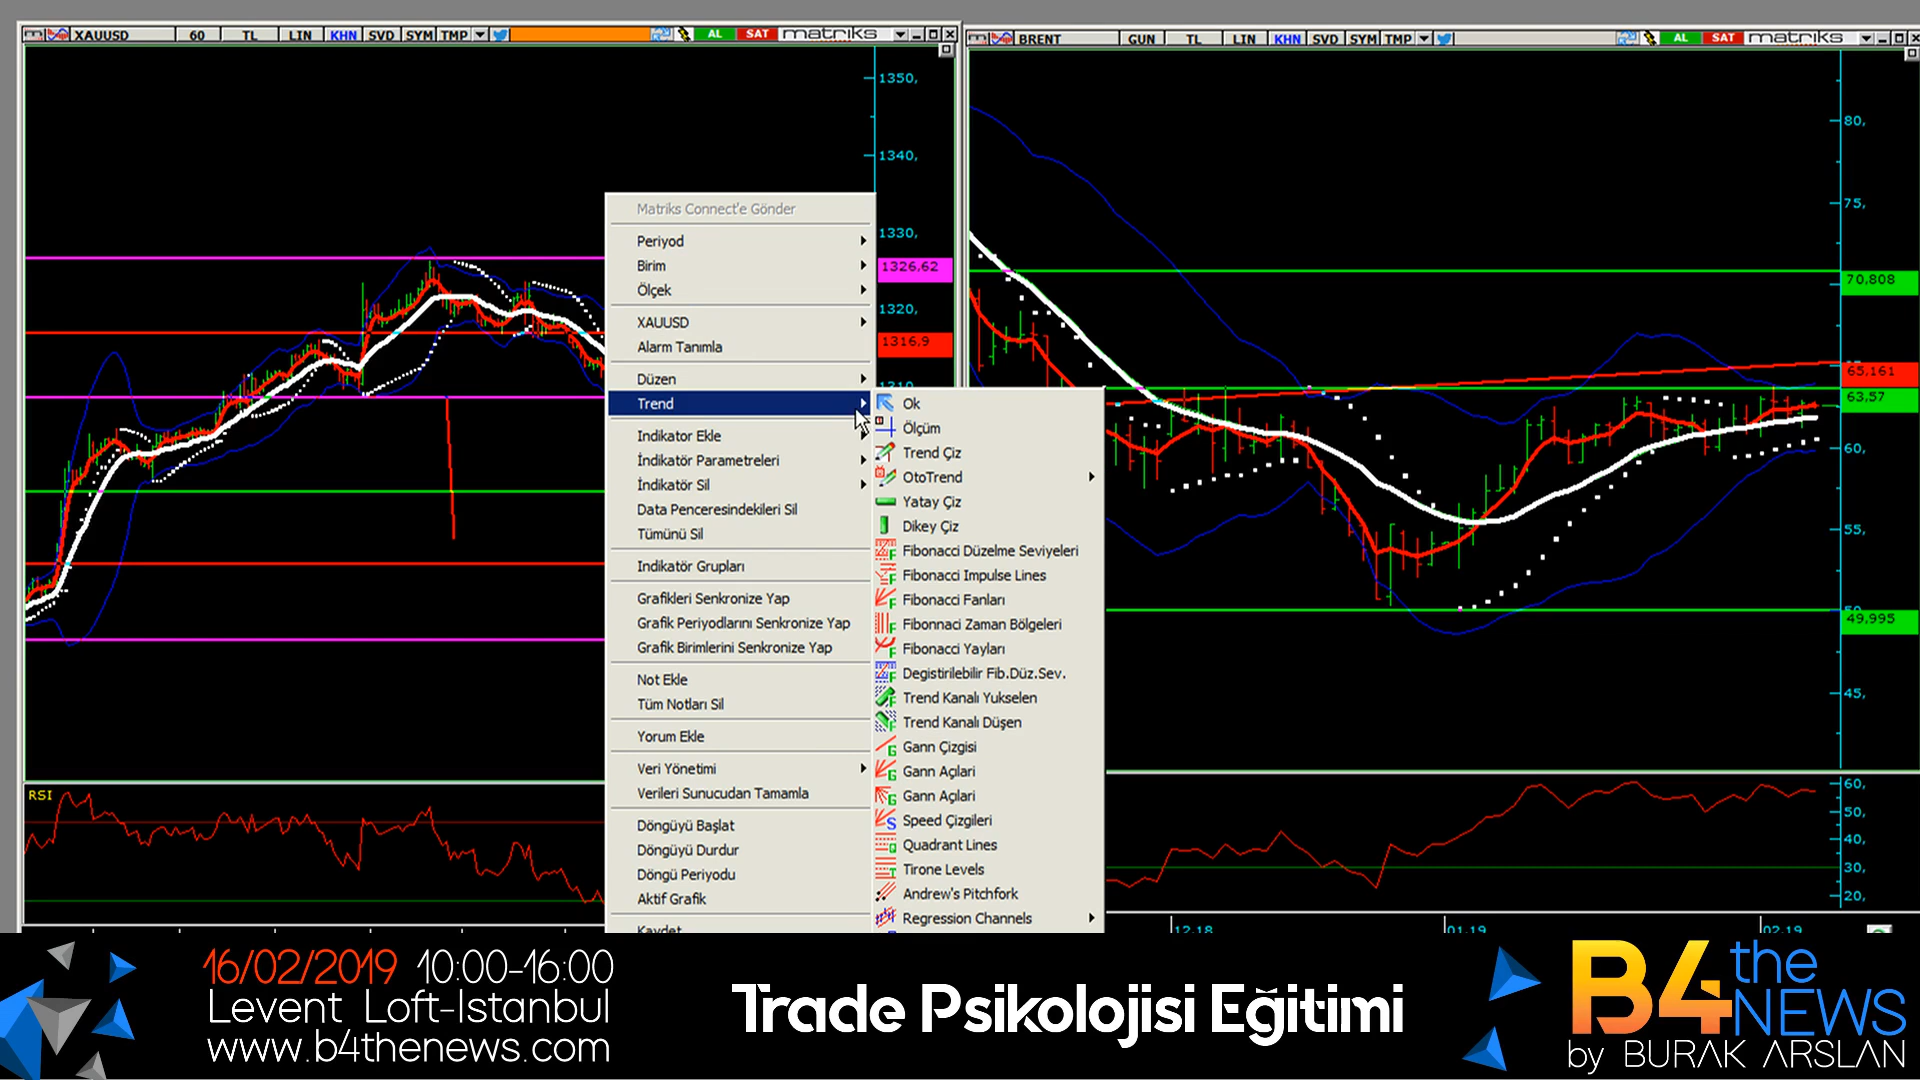 XAUUSD 60 TL LIN KHN SVD SYM TMP AL SAT matriks
BRENT GUN TL LIN KHN SVD SYM TMP AL SAT matriks
1350,
1340,
1330,
1326,62
1320,
1316,9
1310
Matriks Connect'e Gönder
Periyod
Birim
Ölçek
XAUUSD
Alarm Tanımla
Düzen
Trend
Indikator Ekle
İndikatör Parametreleri
İndikatör Sil
Data Penceresindekileri Sil
Tümünü Sil
Indikatör Grupları
Grafikleri Senkronize Yap
Grafik Periyodlarını Senkronize Yap
Grafik Birimlerini Senkronize Yap
Not Ekle
Tüm Notları Sil
Yorum Ekle
Veri Yönetimi
Verileri Sunucudan Tamamla
Döngüyü Başlat
Döngüyü Durdur
Döngü Periyodu
Aktif Grafik
Kaydet
Ok
Ölçüm
Trend Çiz
OtoTrend
Yatay Çiz
Dikey Çiz
Fibonacci Düzelme Seviyeleri
Fibonacci Impulse Lines
Fibonacci Fanları
Fibonnaci Zaman Bölgeleri
Fibonacci Yayları
Degistirilebilir Fib.Düz.Sev.
Trend Kanalı Yukselen
Trend Kanalı Düşen
Gann Çizgisi
Gann Açılari
Gann Açilari
Speed Çizgileri
Quadrant Lines
Tirone Levels
Andrew's Pitchfork
Regression Channels
80,
75,
70,808
65,161
63,57
60,
55,
49,995
45,
RSI
60,
50,
40,
30,
20,
12.18 01.19 02.19
16/02/2019 10:00-16:00
Levent Loft-Istanbul
www.b4thenews.com
Trade Psikolojisi Eğitimi
B4 the NEWS
by BURAK ARSLAN